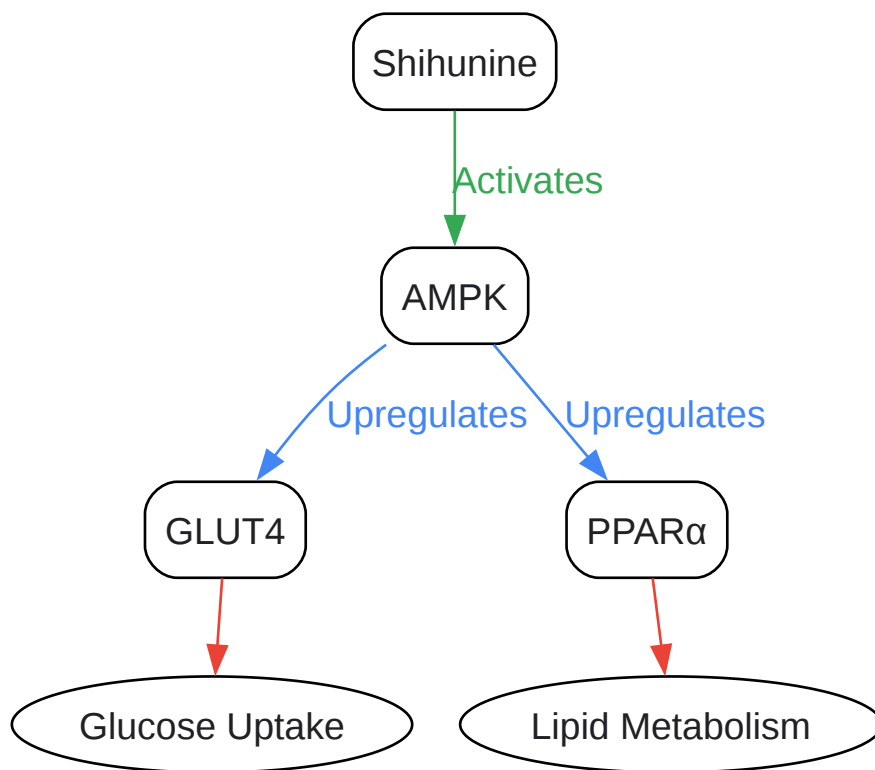 Shihunine
Activates
AMPK
Upregulates
Upregulates
GLUT4
PPARα
Glucose Uptake
Lipid Metabolism